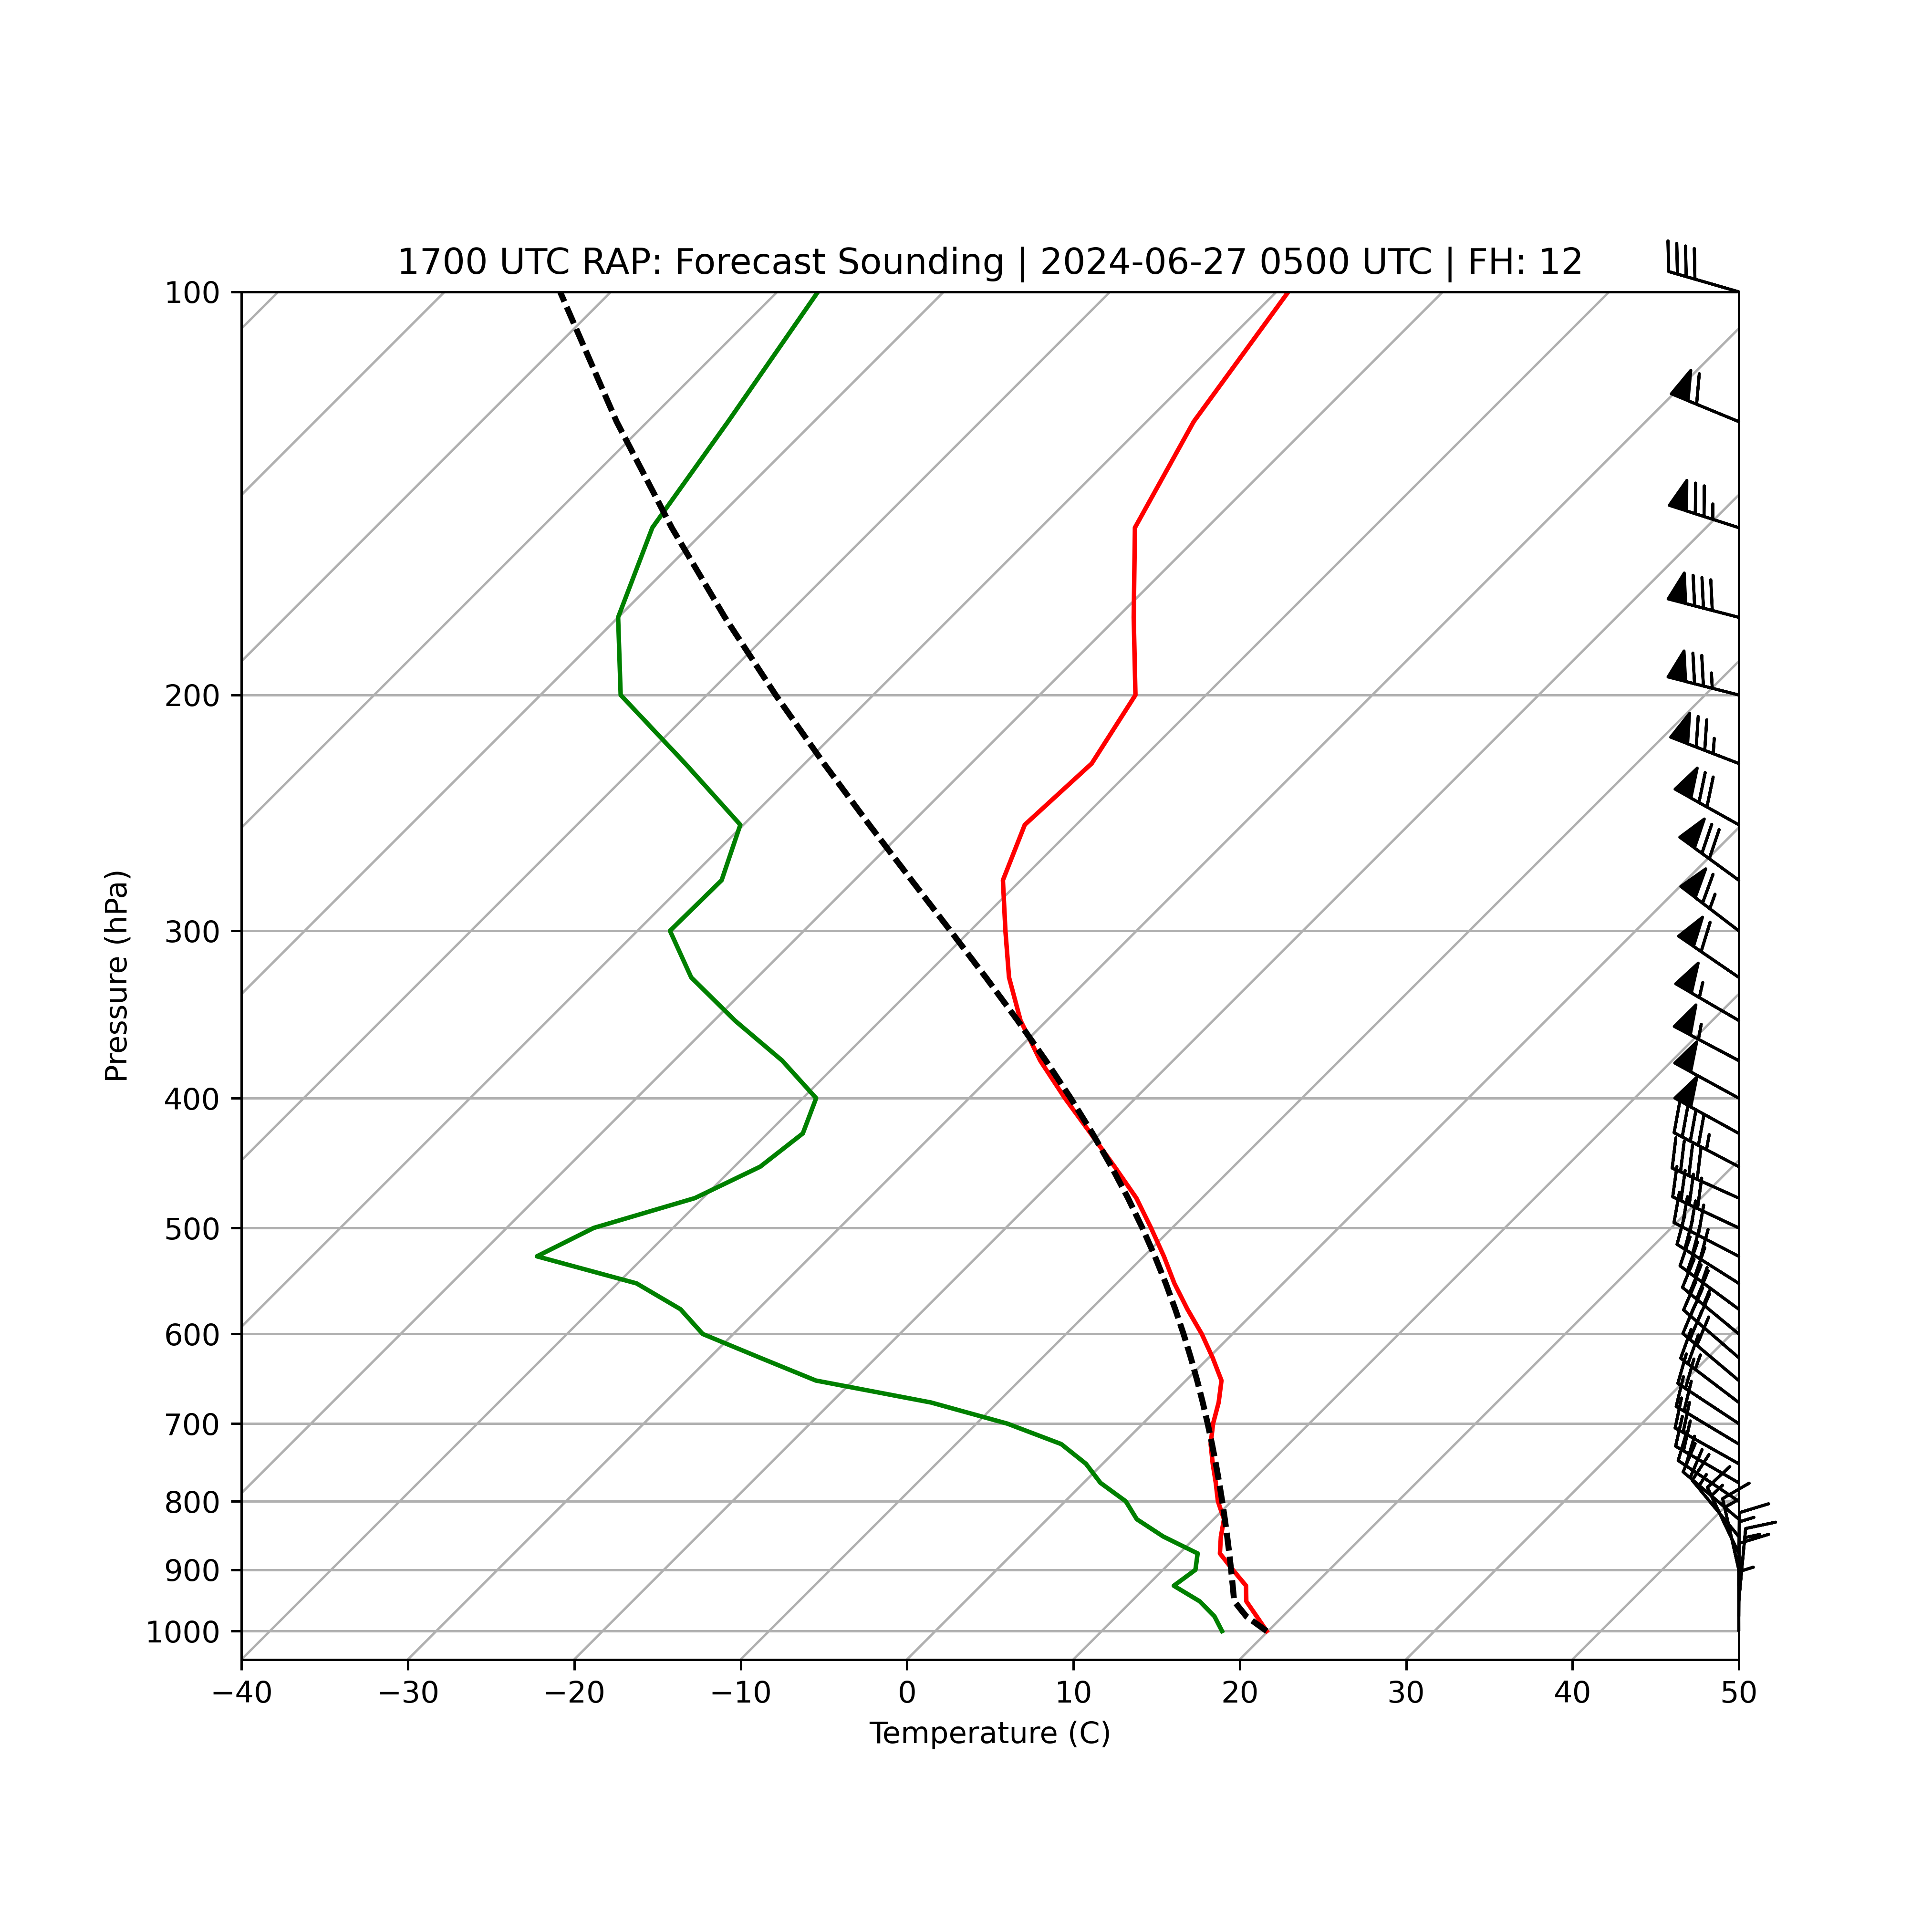 1700 UTC RAP: Forecast Sounding | 2024-06-27 0500 UTC | FH: 12
100
200
300
400
500
600
700
800
900
1000
Pressure (hPa)
−40 −30 −20 −10 0 10 20 30 40 50
Temperature (C)